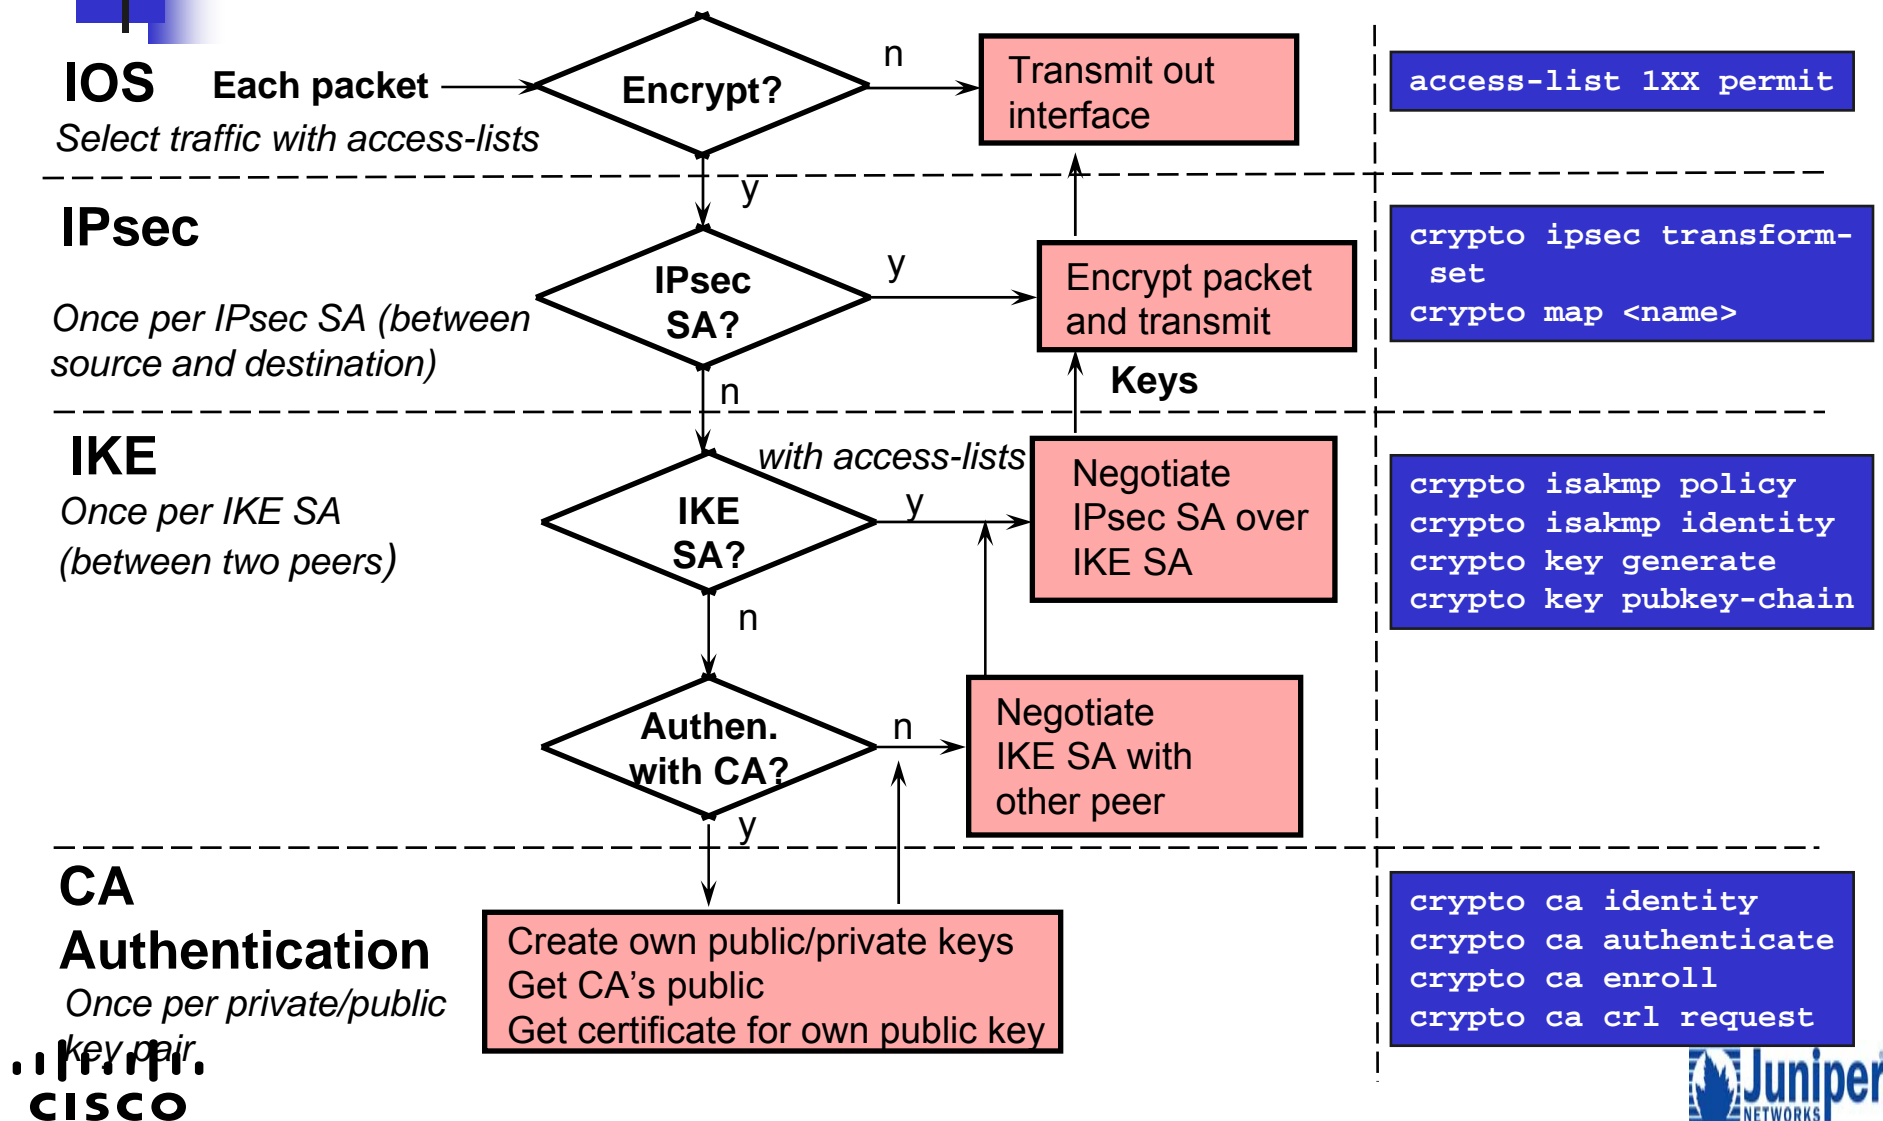 IOS
Each packet
Encrypt?
n
Transmit out
interface
access-list 1XX permit
Select traffic with access-lists
y
IPsec
IPsec
SA?
y
Encrypt packet
and transmit
crypto ipsec transform-
set
crypto map <name>
Once per IPsec SA (between
source and destination)
n
Keys
IKE
with access-lists
Once per IKE SA
(between two peers)
IKE
SA?
y
Negotiate
IPsec SA over
IKE SA
crypto isakmp policy
crypto isakmp identity
crypto key generate
crypto key pubkey-chain
n
Authen.
with CA?
n
Negotiate
IKE SA with
other peer
y
CA
Authentication
Once per private/public
key pair
Create own public/private keys
Get CA's public
Get certificate for own public key
crypto ca identity
crypto ca authenticate
crypto ca enroll
crypto ca crl request
CISCO
Juniper
NETWORKS